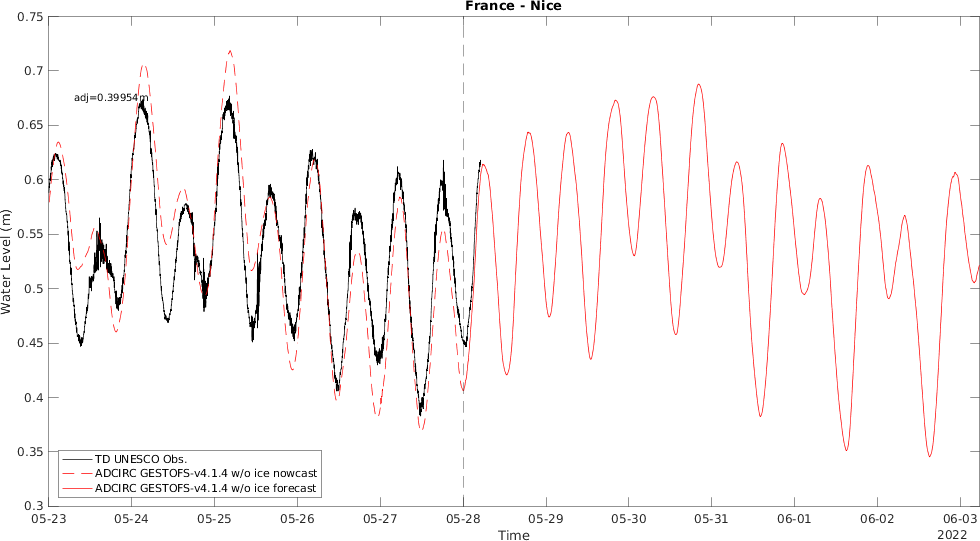 France - Nice
0.75
0.7
adj=0.39954m
0.65
0.6
0.55
0.5
0.45
0.4
0.35
0.3
Water Level (m)
TD UNESCO Obs.
ADCIRC GESTOFS-v4.1.4 w/o ice nowcast
ADCIRC GESTOFS-v4.1.4 w/o ice forecast
05-23 05-24 05-25 05-26 05-27 05-28 05-29 05-30 05-31 06-01 06-02 06-03
Time
2022